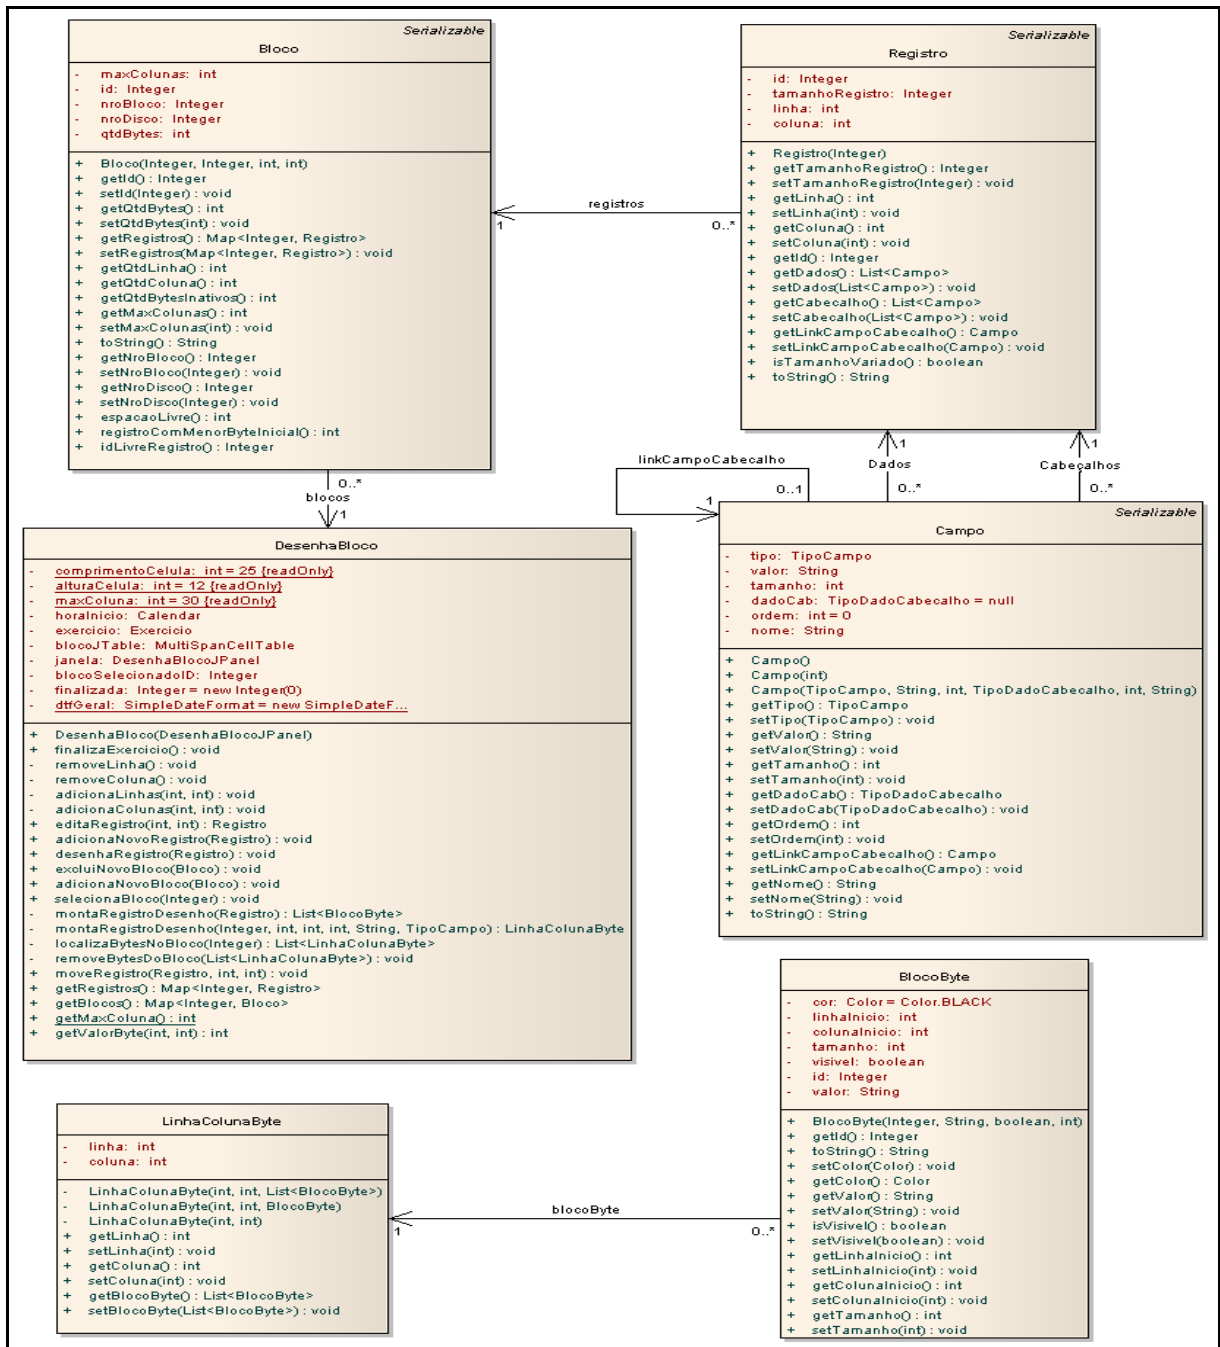 Serializable
Bloco
- maxColunas: int
- id: Integer
- nroBloco: Integer
- nroDisco: Integer
- qtdBytes: int
+ Bloco(Integer, Integer, int, int)
+ getId() : Integer
+ setId(Integer) : void
+ getQtdBytes() : int
+ setQtdBytes(int) : void
+ getRegistros() : Map<Integer, Registro>
+ setRegistros(Map<Integer, Registro>) : void
+ getQtdLinha() : int
+ getQtdColuna() : int
+ getQtdBytesInativos() : int
+ getMaxColunas() : int
+ setMaxColunas(int) : void
+ toString() : String
+ getNroBloco() : Integer
+ setNroBloco(Integer) : void
+ getNroDisco() : Integer
+ setNroDisco(Integer) : void
+ espacaoLivre() : int
+ registroComMenorByteInicial() : int
+ idLivreRegistro() : Integer
registros
1
0..*
Serializable
Registro
- id: Integer
- tamanhoRegistro: Integer
- linha: int
- coluna: int
+ Registro(Integer)
+ getTamanhoRegistro() : Integer
+ setTamanhoRegistro(Integer) : void
+ getLinha() : int
+ setLinha(int) : void
+ getColuna() : int
+ setColuna(int) : void
+ getId() : Integer
+ getDados() : List<Campo>
+ setDados(List<Campo>) : void
+ getCabecalho() : List<Campo>
+ setCabecalho(List<Campo>) : void
+ getLinkCampoCabecalho() : Campo
+ setLinkCampoCabecalho(Campo) : void
+ isTamanhoVariado() : boolean
+ toString() : String
0..*
blocos
1
linkCampoCabecalho
0..1
1
1
Dados
0..*
1
Cabeçalhos
0..*
DesenhaBloco
- comprimentoCelula: int = 25 {readOnly}
- alturaCelula: int = 12 {readOnly}
- maxColuna: int = 30 {readOnly}
- horaInicio: Calendar
- exercicio: Exercicio
- blocoJTable: MultiSpanCellTable
- janela: DesenhaBlocoJPanel
- blocoSelecionadoID: Integer
- finalizada: Integer = new Integer(0)
- dtfGeral: SimpleDateFormat = new SimpleDateF...
+ DesenhaBloco(DesenhaBlocoJPanel)
+ finalizaExercicio() : void
- removeLinha() : void
- removeColuna() : void
- adicionaLinhas(int, int) : void
- adicionaColunas(int, int) : void
+ editaRegistro(int, int) : Registro
+ adicionaNovoRegistro(Registro) : void
+ desenhaRegistro(Registro) : void
+ excluiNovoBloco(Bloco) : void
+ adicionaNovoBloco(Bloco) : void
+ selecionaBloco(Integer) : void
- montaRegistroDesenho(Registro) : List<BlocoByte>
- montaRegistroDesenho(Integer, int, int, int, String, TipoCampo) : LinhaColunaByte
- localizaBytesNoBloco(Integer) : List<LinhaColunaByte>
- removeBytesDoBloco(List<LinhaColunaByte>) : void
+ moveRegistro(Registro, int, int) : void
+ getRegistros() : Map<Integer, Registro>
+ getBlocos() : Map<Integer, Bloco>
+ getMaxColuna() : int
+ getValorByte(int, int) : int
Serializable
Campo
- tipo: TipoCampo
- valor: String
- tamanho: int
- dadoCab: TipoDadoCabecalho = null
- ordem: int = 0
- nome: String
+ Campo()
+ Campo(int)
+ Campo(TipoCampo, String, int, TipoDadoCabecalho, int, String)
+ getTipo() : TipoCampo
+ setTipo(TipoCampo) : void
+ getValor() : String
+ setValor(String) : void
+ getTamanho() : int
+ setTamanho(int) : void
+ getDadoCab() : TipoDadoCabecalho
+ setDadoCab(TipoDadoCabecalho) : void
+ getOrdem() : int
+ setOrdem(int) : void
+ getLinkCampoCabecalho() : Campo
+ setLinkCampoCabecalho(Campo) : void
+ getNome() : String
+ setNome(String) : void
+ toString() : String
LinhaColunaByte
- linha: int
- coluna: int
- LinhaColunaByte(int, int, List<BlocoByte>)
- LinhaColunaByte(int, int, BlocoByte)
- LinhaColunaByte(int, int)
+ getLinha() : int
+ setLinha(int) : void
+ getColuna() : int
+ setColuna(int) : void
+ getBlocoByte() : List<BlocoByte>
+ setBlocoByte(List<BlocoByte>) : void
blocoByte
1
0..*
BlocoByte
- cor: Color = Color.BLACK
- linhaInicio: int
- colunaInicio: int
- tamanho: int
- visivel: boolean
- id: Integer
- valor: String
+ BlocoByte(Integer, String, boolean, int)
+ getId() : Integer
+ toString() : String
+ setColor(Color) : void
+ getColor() : Color
+ getValor() : String
+ setValor(String) : void
+ isVisivel() : boolean
+ setVisivel(boolean) : void
+ getLinhaInicio() : int
+ setLinhaInicio(int) : void
+ getColunaInicio() : int
+ setColunaInicio(int) : void
+ getTamanho() : int
+ setTamanho(int) : void